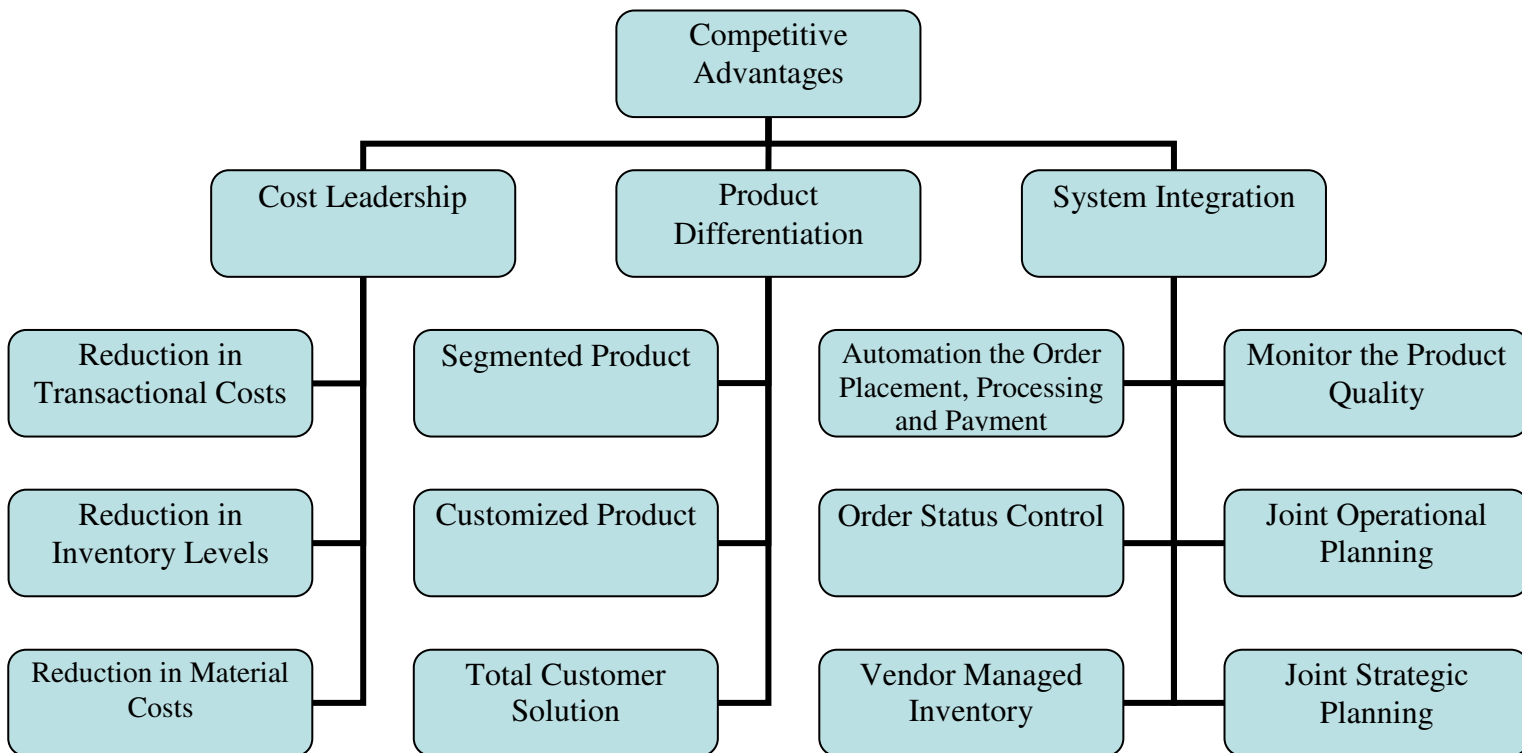 Competitive
Advantages
Cost Leadership
Product
Differentiation
System Integration
Reduction in
Transactional Costs
Segmented Product
Automation the Order
Placement, Processing
and Payment
Monitor the Product
Quality
Reduction in
Inventory Levels
Customized Product
Order Status Control
Joint Operational
Planning
Reduction in Material
Costs
Total Customer
Solution
Vendor Managed
Inventory
Joint Strategic
Planning